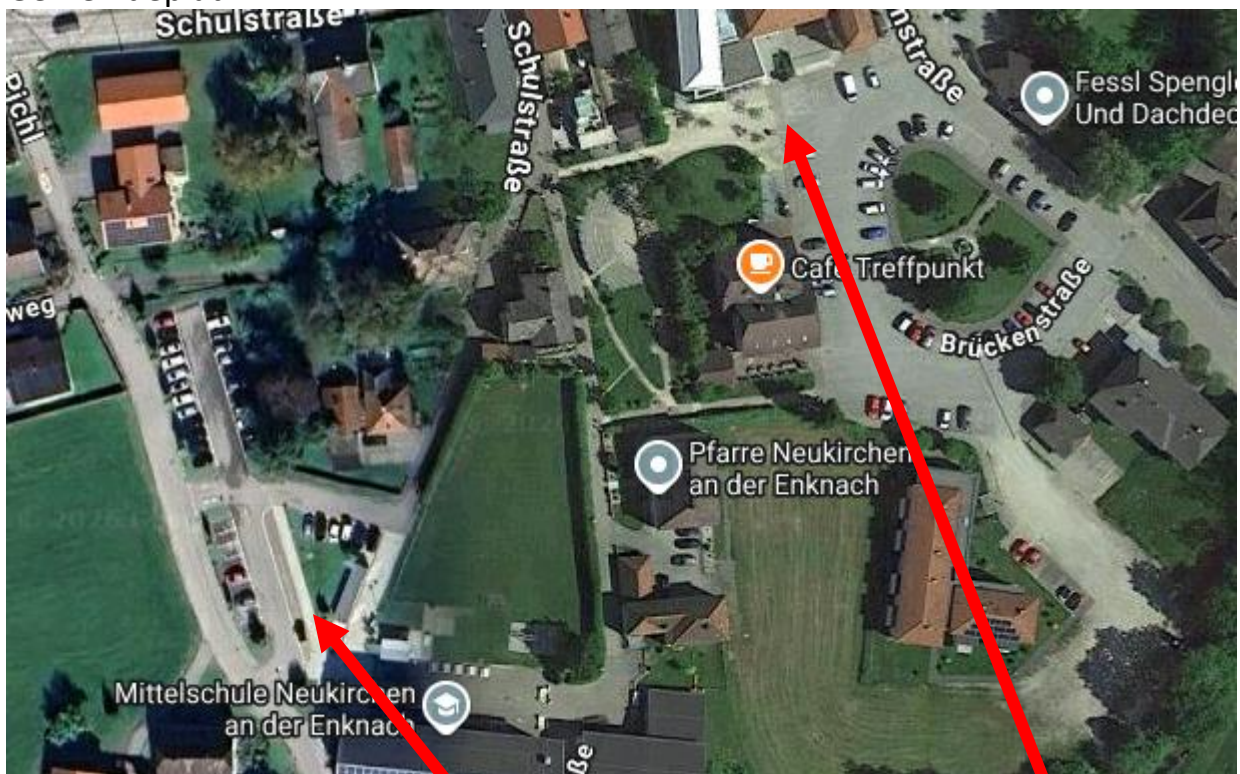 Schulstraße
Pichl
Schulstraße
nstraße
Fessl Spengle
Und Dachdec
Café Treffpunkt
weg
Brückenstraße
Pfarre Neukirchen
an der Enknach
Mittelschule Neukirchen
an der Enknach
ße